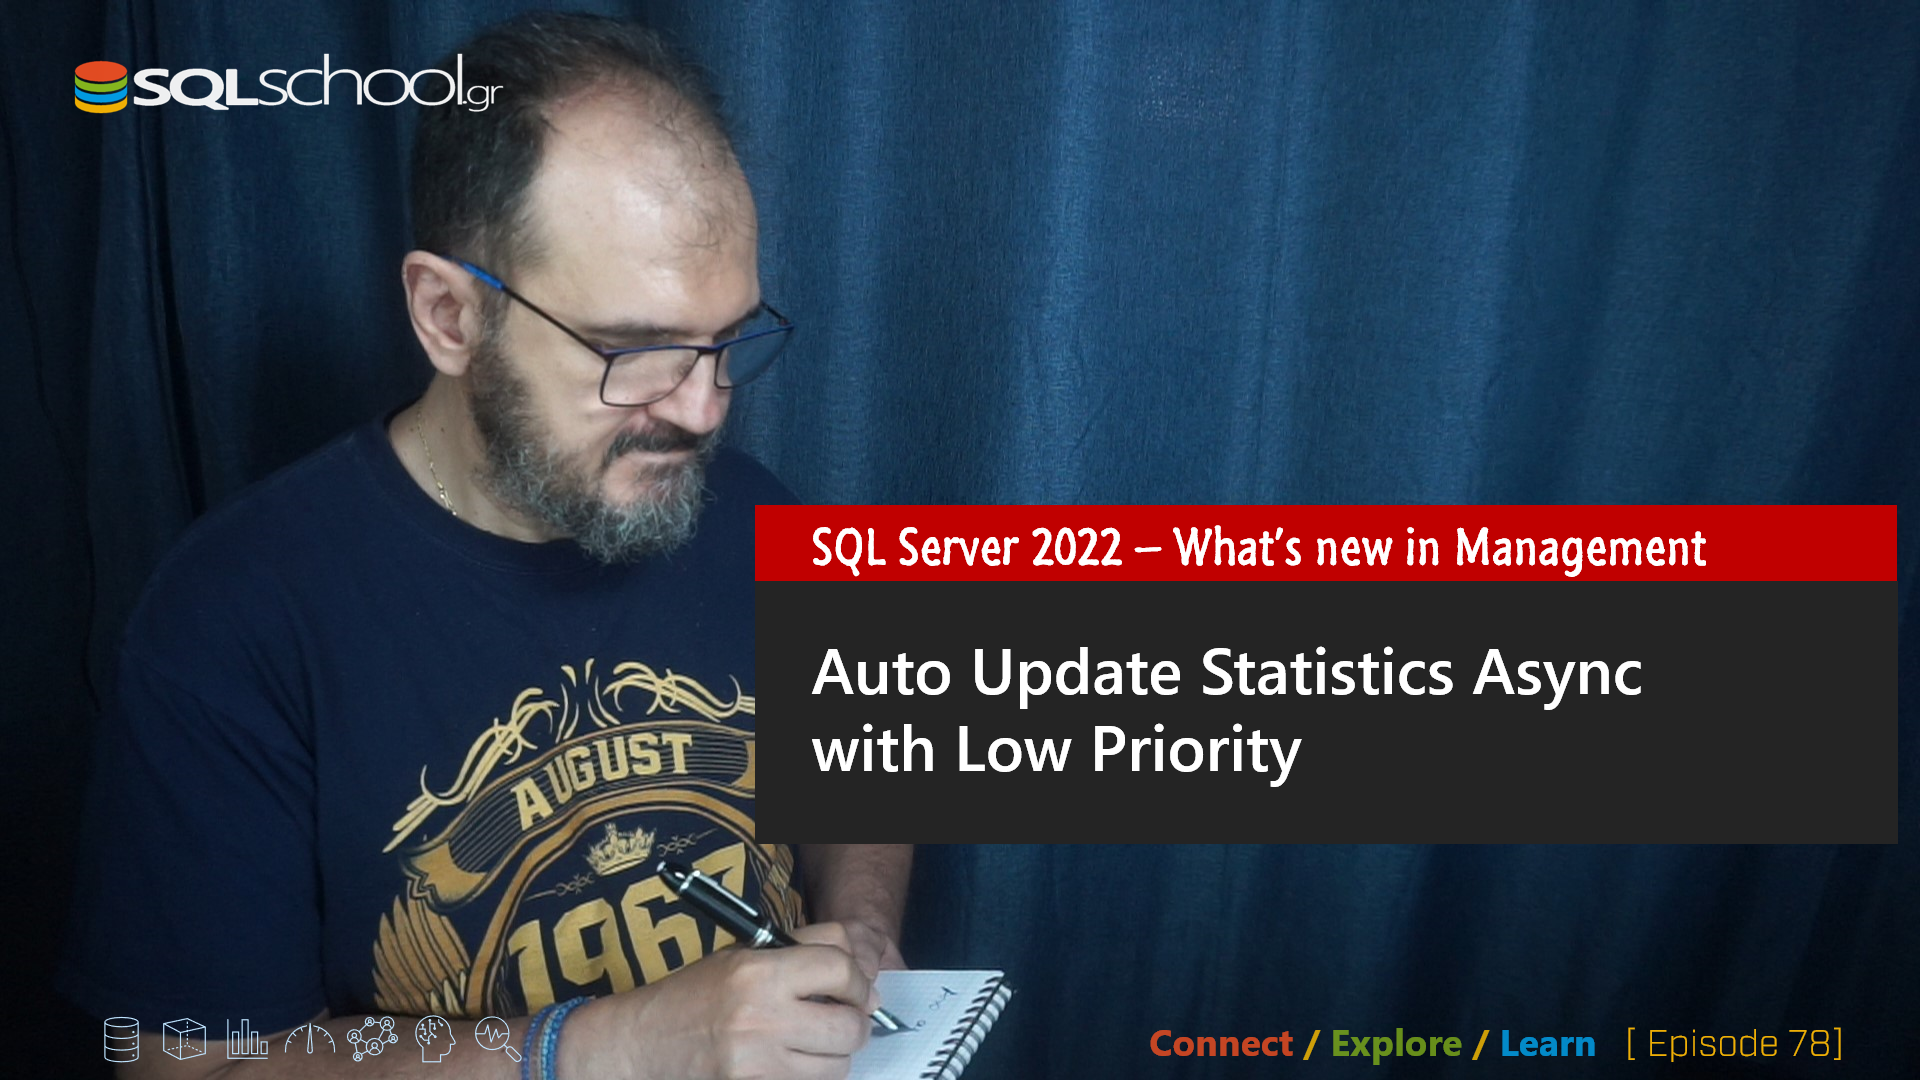 SQLschool.gr
SQL Server 2022 – What's new in Management
Auto Update Statistics Async
with Low Priority
AUGUST
1967
Connect / Explore / Learn [ Episode 78]